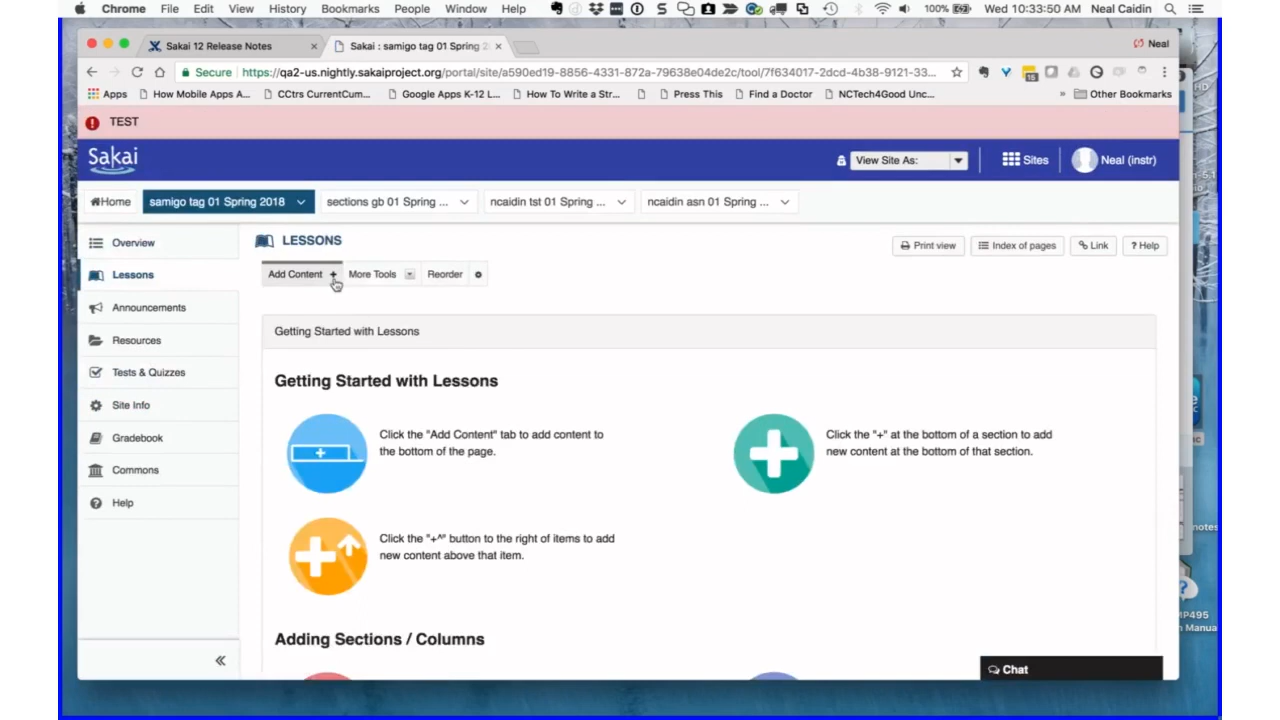 Chrome File Edit View History Bookmarks People Window Help 100% Wed 10:33:50 AM Neal Caidin
Sakai 12 Release Notes × Sakai : samigo tag 01 Spring 2 × Neal
Secure https://qa2-us.nightly.sakaiproject.org/portal/site/a590ed19-8856-4331-872a-79638e04de2c/tool/7f634017-2dcd-4b38-9121-33...
Apps How Mobile Apps A... CCtrs CurrentCum... Google Apps K-12 L... How To Write a Str... Press This Find a Doctor NCTech4Good Unc... » Other Bookmarks
TEST
Sakai View Site As: Sites Neal (instr)
Home samigo tag 01 Spring 2018 sections gb 01 Spring ... ncaidin tst 01 Spring ... ncaidin asn 01 Spring ...
Overview
Lessons
Announcements
Resources
Tests & Quizzes
Site Info
Gradebook
Commons
Help
«
LESSONS Print view Index of pages Link ? Help
Add Content + More Tools Reorder
Getting Started with Lessons
Getting Started with Lessons
Click the "Add Content" tab to add content to
the bottom of the page.
Click the "+" at the bottom of a section to add
new content at the bottom of that section.
Click the "+^" button to the right of items to add
new content above that item.
Adding Sections / Columns
Chat
notes
MP495
Manual